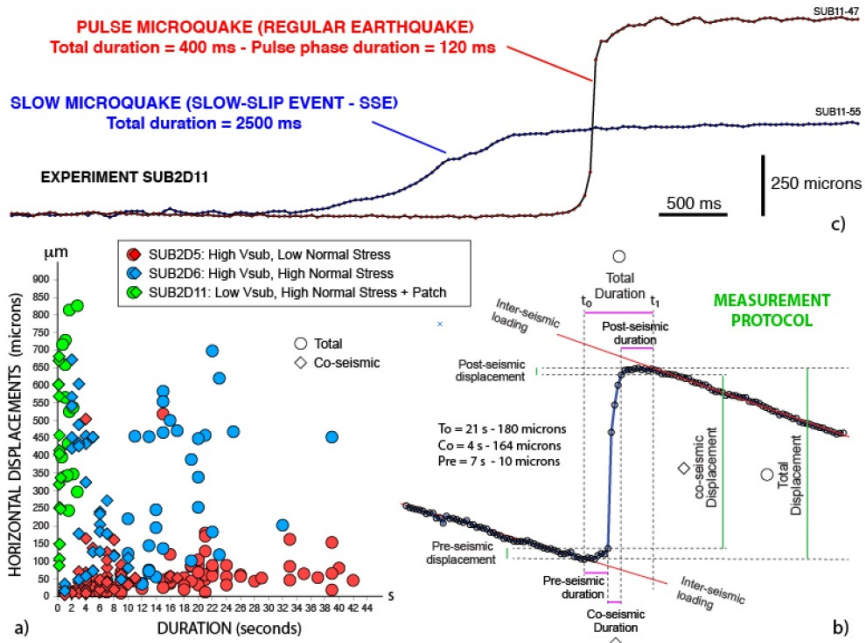 SUB11-47
PULSE MICROQUAKE (REGULAR EARTHQUAKE)
Total duration = 400 ms - Pulse phase duration = 120 ms
SLOW MICROQUAKE (SLOW-SLIP EVENT - SSE)
Total duration = 2500 ms
SUB11-55
EXPERIMENT SUB2D11
500 ms
250 microns
c)
μm
SUB2D5: High Vsub, Low Normal Stress
SUB2D6: High Vsub, High Normal Stress
SUB2D11: Low Vsub, High Normal Stress + Patch
Total
Co-seismic
HORIZONTAL DISPLACEMENTS (microns)
900
850
800
750
700
650
600
550
500
450
400
350
300
250
200
150
100
50
0
0 2 4 6 8 10 12 14 16 18 20 22 24 26 28 30 32 34 36 38 40 42 44
s
DURATION (seconds)
a)
Total
Duration
t0
t1
MEASUREMENT
PROTOCOL
Inter-seismic
loading
Post-seismic
duration
Post-seismic
displacement
To = 21 s - 180 microns
Co = 4 s - 164 microns
Pre = 7 s - 10 microns
co-seismic
Displacement
Total
Displacement
Pre-seismic
displacement
Pre-seismic
duration
Inter-seismic
loading
Co-seismic
Duration
b)